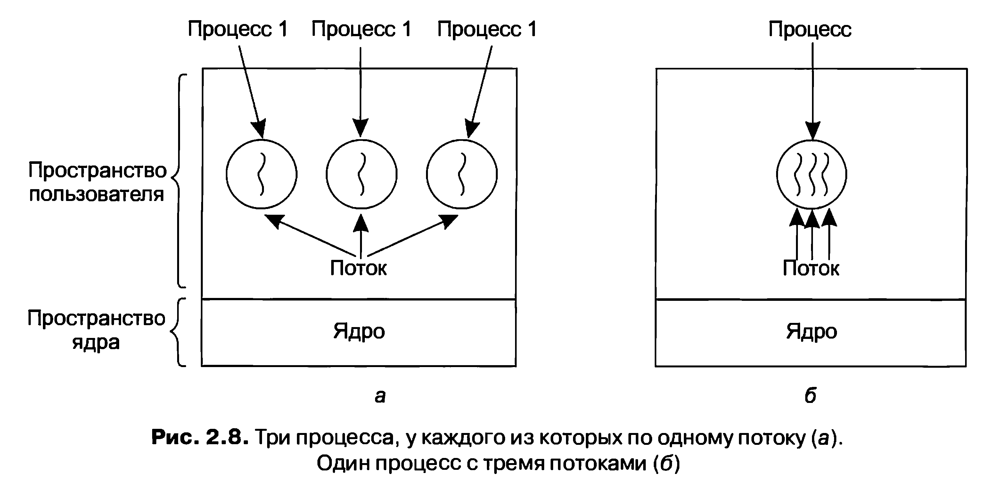 Процесс 1 Процесс 1 Процесс 1
Процесс
Пространство
пользователя
Поток
Поток
Пространство
ядра
Ядро
Ядро
а
б
Рис. 2.8. Три процесса, у каждого из которых по одному потоку (а).
Один процесс с тремя потоками (б)